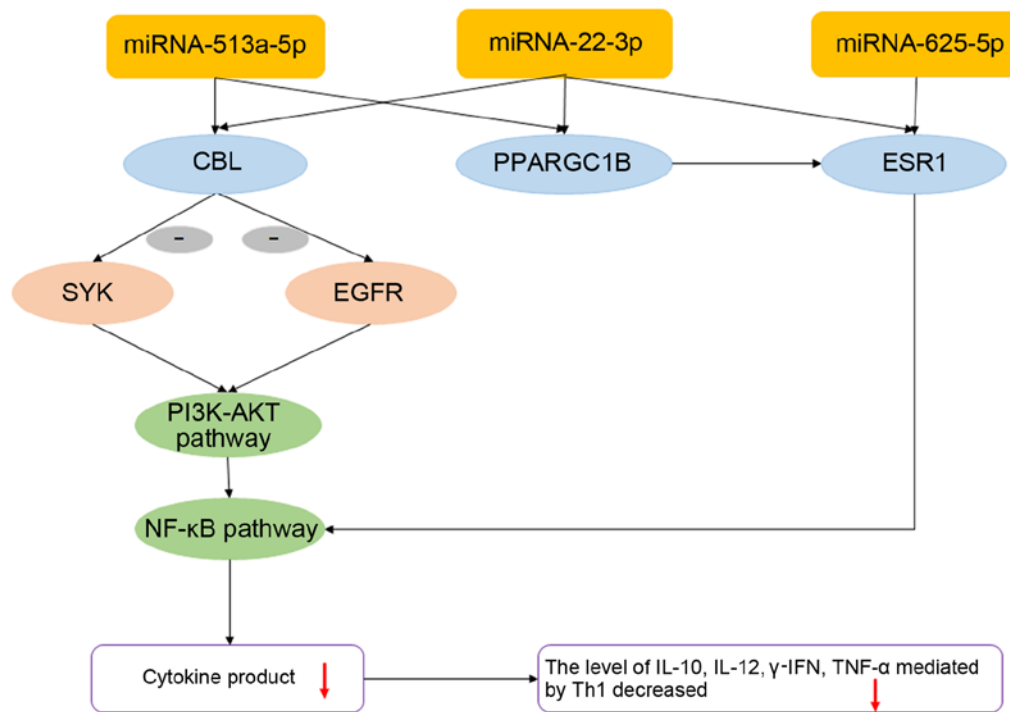 miRNA-513a-5p
miRNA-22-3p
miRNA-625-5p
CBL
PPARGC1B
ESR1
-
-
SYK
EGFR
PI3K-AKT
pathway
NF-κB pathway
Cytokine product
The level of IL-10, IL-12, γ-IFN, TNF-α mediated
by Th1 decreased